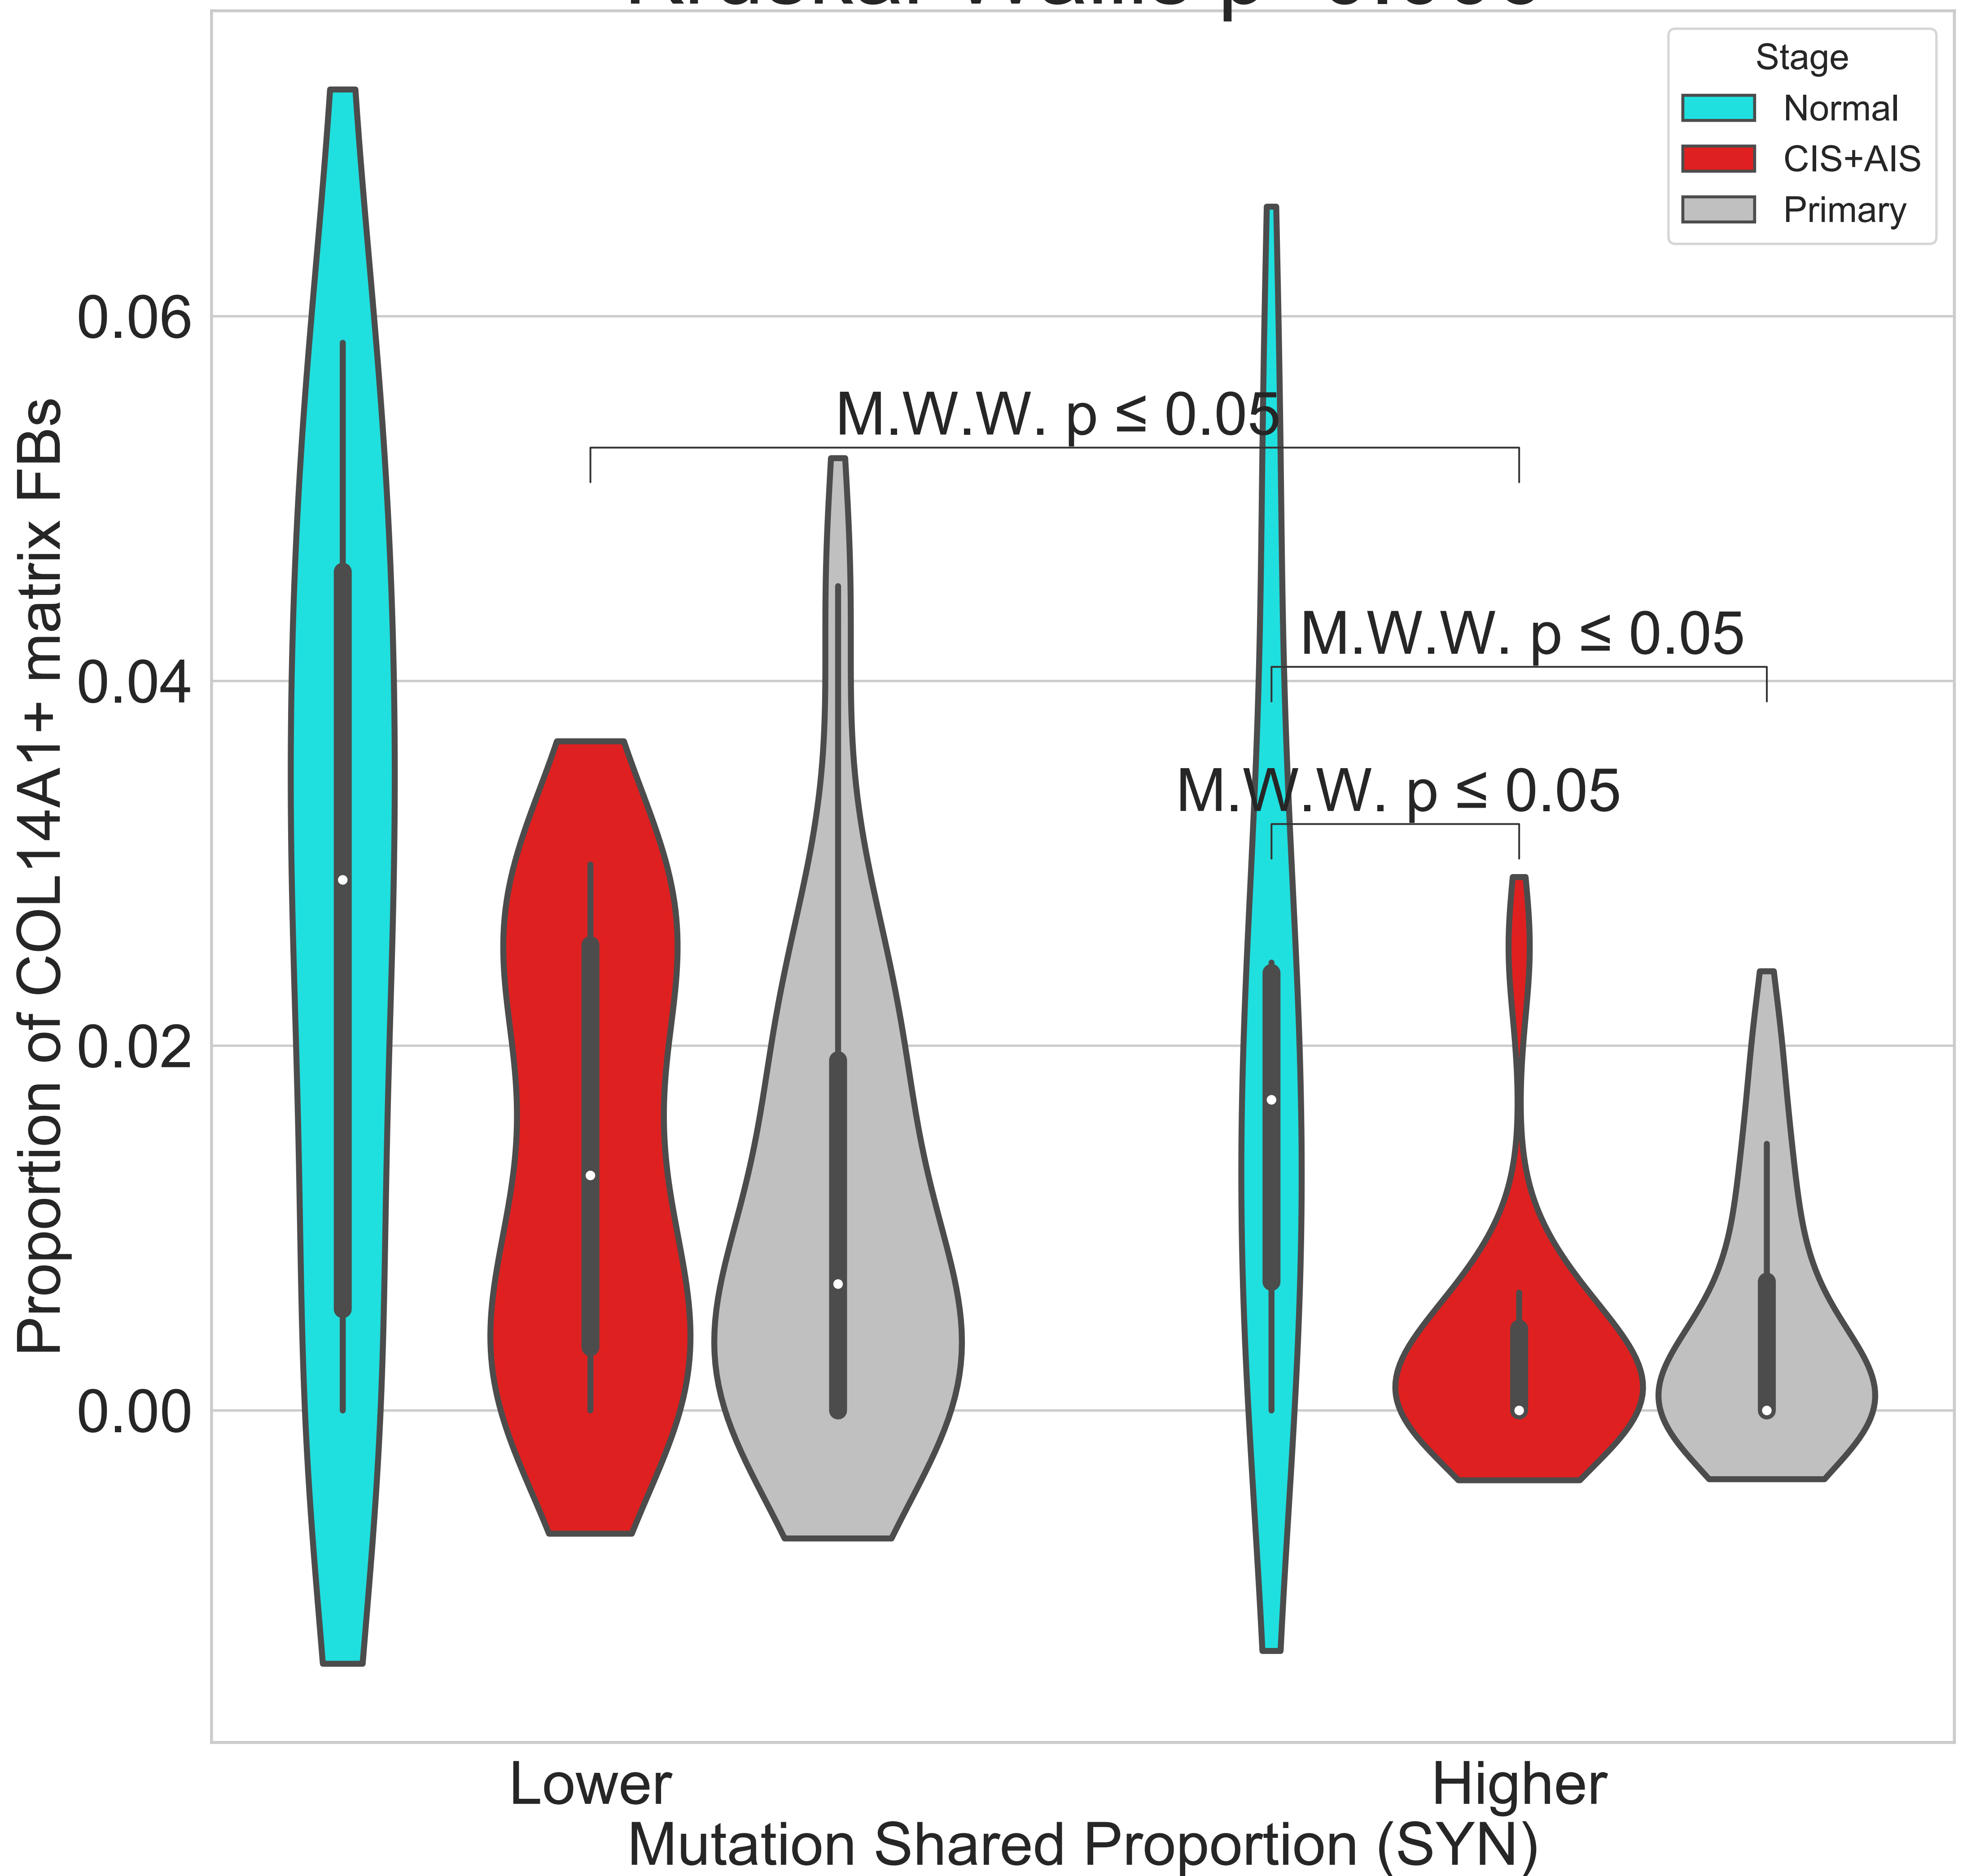 Stage
Normal
CIS+AIS
Primary
0.06
0.04
0.02
0.00
Proportion of COL14A1+ matrix FBs
M.W.W. p ≤ 0.05
M.W.W. p ≤ 0.05
M.W.W. p ≤ 0.05
Lower
Higher
Mutation Shared Proportion (SYN)